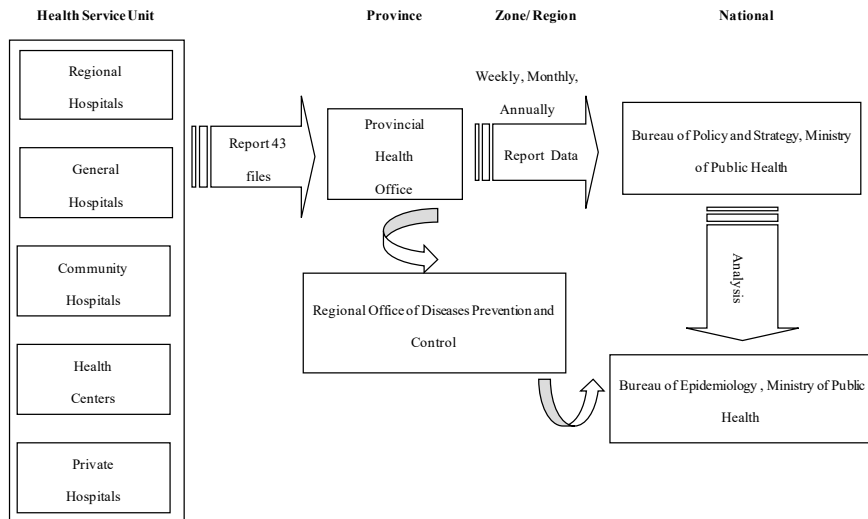 Health Service Unit
Province
Zone/ Region
National
Regional
Hospitals
General
Hospitals
Community
Hospitals
Health
Centers
Private
Hospitals
Report 43
files
Provincial
Health
Office
Weekly, Monthly,
Annually
Report Data
Bureau of Policy and Strategy, Ministry
of Public Health
Regional Office of Diseases Prevention and
Control
Analysis
Bureau of Epidemiology , Ministry of Public
Health